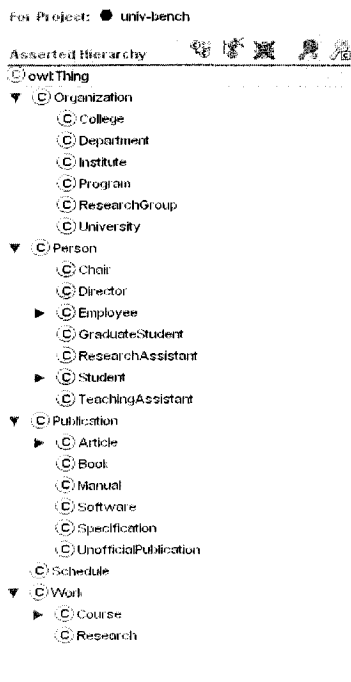 For Project: univ-bench
Asserted Hierarchy
C owl:Thing
C Organization
C College
C Department
C Institute
C Program
C ResearchGroup
C University
C Person
C Chair
C Director
C Employee
C GraduateStudent
C ResearchAssistant
C Student
C TeachingAssistant
C Publication
C Article
C Book
C Manual
C Software
C Specification
C UnofficialPublication
C Schedule
C Work
C Course
C Research